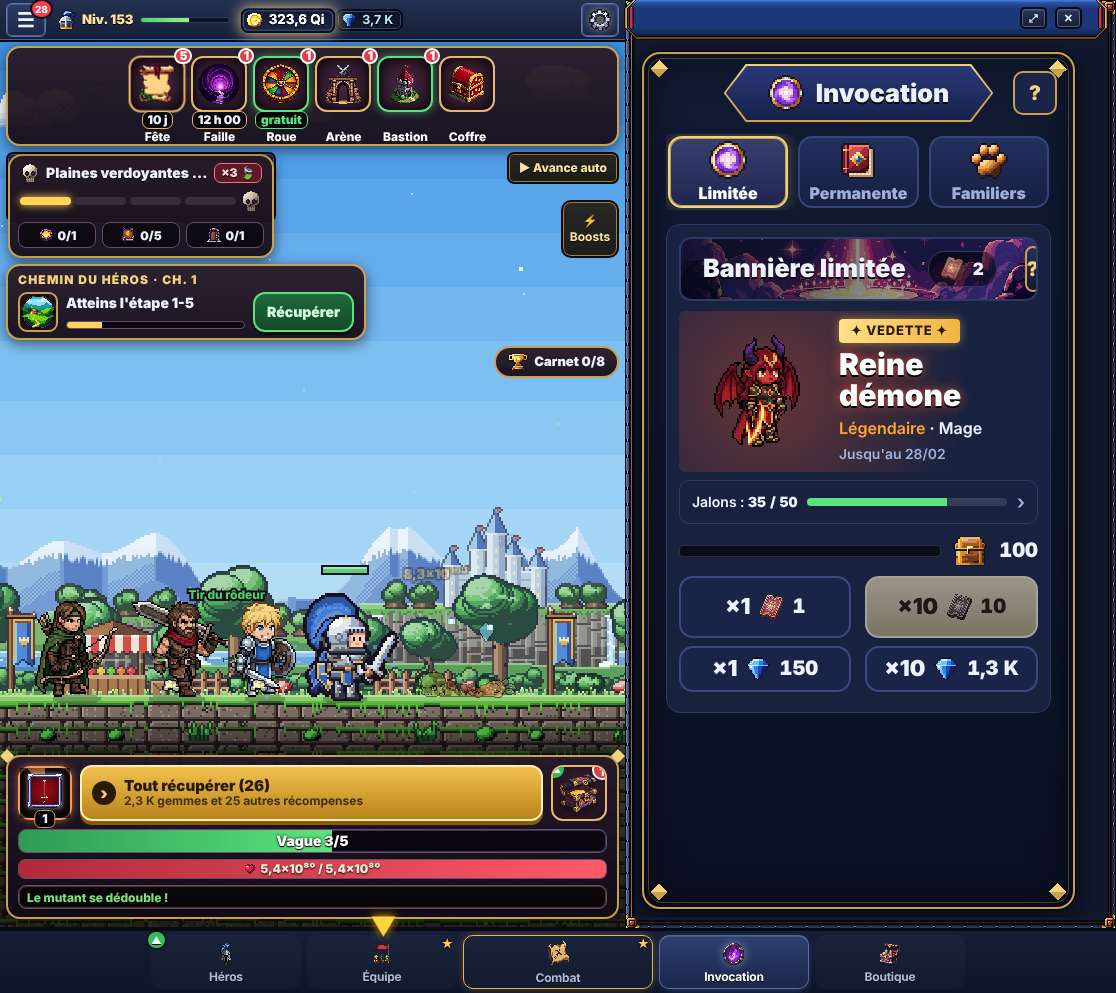 28
Niv. 153
323,6 Qi
3,7 K
5
1
1
1
1
10 j
12 h 00
gratuit
Fête
Faille
Roue
Arène
Bastion
Coffre
Plaines verdoyantes ...
×3
0/1
0/5
0/1
▶ Avance auto
Boosts
CHEMIN DU HÉROS · CH. 1
Atteins l'étape 1-5
Récupérer
Carnet 0/8
Tir du rôdeur
1
Tout récupérer (26)
2,3 K gemmes et 25 autres récompenses
Vague 3/5
5,4×10⁸⁰ / 5,4×10⁸⁰
Le mutant se dédouble !
Invocation
?
Limitée
Permanente
Familiers
Bannière limitée
2
?
✦ VEDETTE ✦
Reine
démone
Légendaire · Mage
Jusqu'au 28/02
Jalons : 35 / 50
100
×1 1
×10 10
×1 150
×10 1,3 K
Héros
Équipe
Combat
Invocation
Boutique